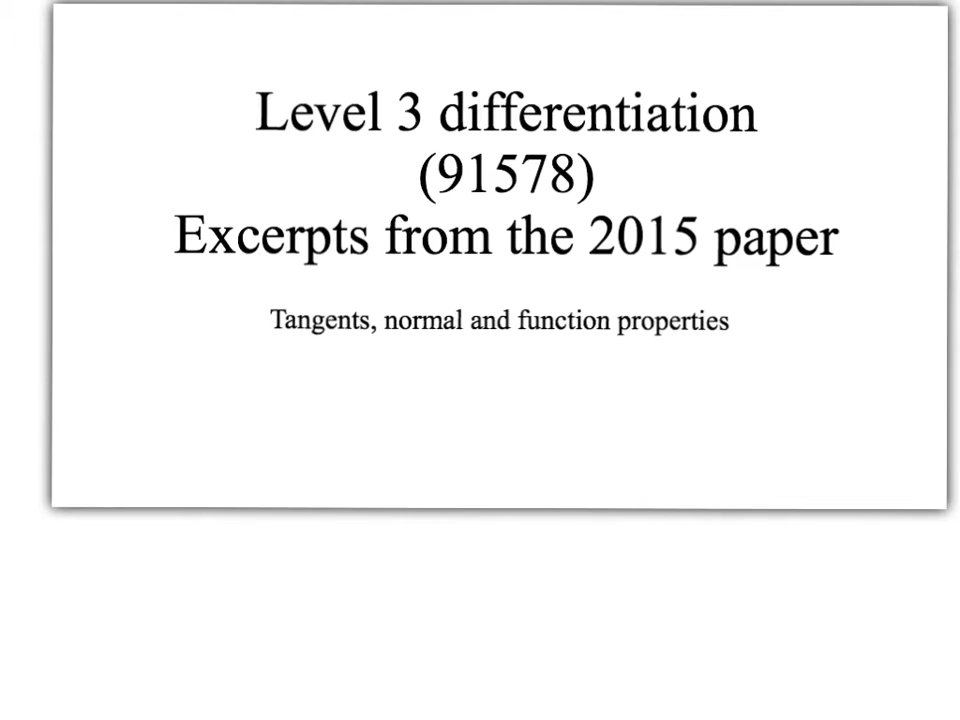 Level 3 differentiation
(91578)
Excerpts from the 2015 paper
Tangents, normal and function properties